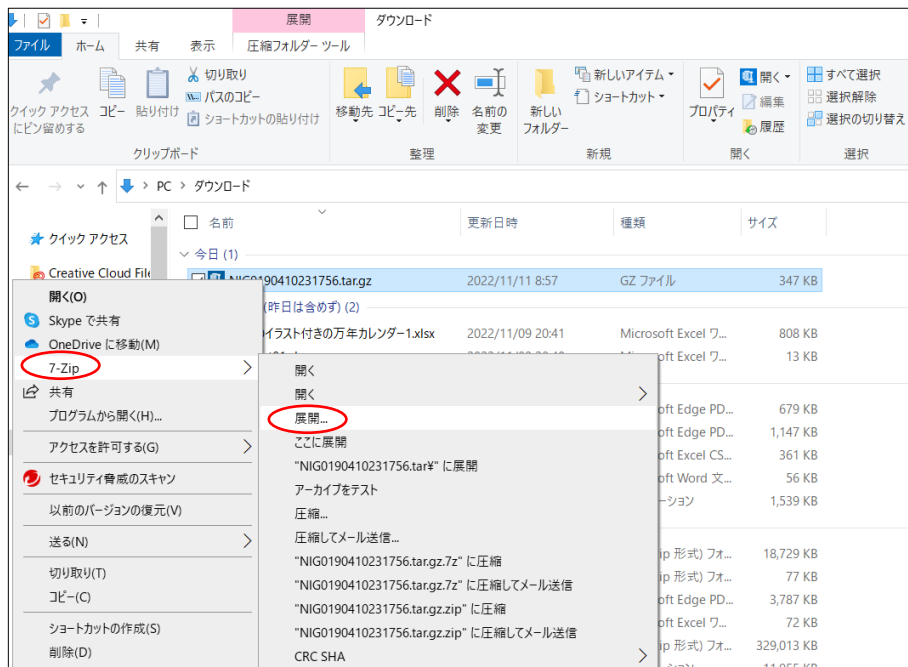 展開 ダウンロード
ファイル ホーム 共有 表示 圧縮フォルダー ツール
クイック アクセスにピン留めする
コピー
貼り付け
切り取り
パスのコピー
ショートカットの貼り付け
クリップボード
移動先
コピー先
削除
名前の変更
整理
新しいフォルダー
新しいアイテム
ショートカット
新規
プロパティ
開く
編集
履歴
開く
すべて選択
選択解除
選択の切り替え
選択
PC > ダウンロード
名前 更新日時 種類 サイズ
クイック アクセス
今日 (1)
Creative Cloud File
NIG0190410231756.tar.gz 2022/11/11 8:57 GZ ファイル 347 KB
(昨日は含めず) (2)
イラスト付きの万年カレンダー1.xlsx 2022/11/09 20:41 Microsoft Excel ワ... 808 KB
oft Excel ワ... 13 KB
oft Edge PD... 679 KB
oft Edge PD... 1,147 KB
oft Excel CS... 361 KB
oft Word 文... 56 KB
ーション 1,539 KB
ip 形式) フォ... 18,729 KB
ip 形式) フォ... 77 KB
oft Edge PD... 3,787 KB
oft Excel ワ... 72 KB
ip 形式) フォ... 329,013 KB
開く(O)
Skype で共有
OneDrive に移動(M)
7-Zip
共有
プログラムから開く(H)...
アクセスを許可する(G)
セキュリティ脅威のスキャン
以前のバージョンの復元(V)
送る(N)
切り取り(T)
コピー(C)
ショートカットの作成(S)
削除(D)
開く
開く
展開...
ここに展開
"NIG0190410231756.tar¥" に展開
アーカイブをテスト
圧縮...
圧縮してメール送信...
"NIG0190410231756.tar.gz.7z" に圧縮
"NIG0190410231756.tar.gz.7z" に圧縮してメール送信
"NIG0190410231756.tar.gz.zip" に圧縮
"NIG0190410231756.tar.gz.zip" に圧縮してメール送信
CRC SHA